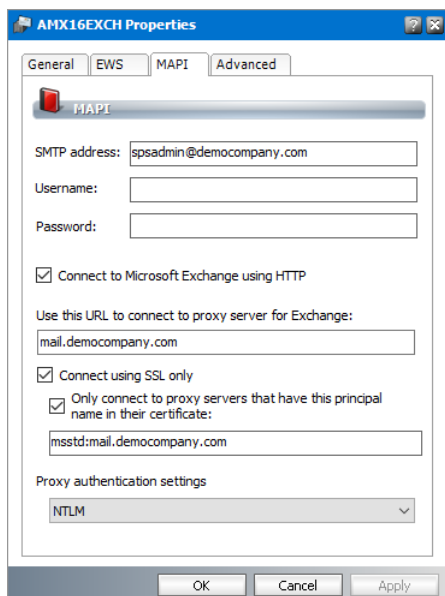 AMX16EXCH Properties
General EWS MAPI Advanced
MAPI
SMTP address: spsadmin@democompany.com
Username:
Password:
Connect to Microsoft Exchange using HTTP
Use this URL to connect to proxy server for Exchange:
mail.democompany.com
Connect using SSL only
Only connect to proxy servers that have this principal
name in their certificate:
msstd:mail.democompany.com
Proxy authentication settings
NTLM
OK Cancel Apply